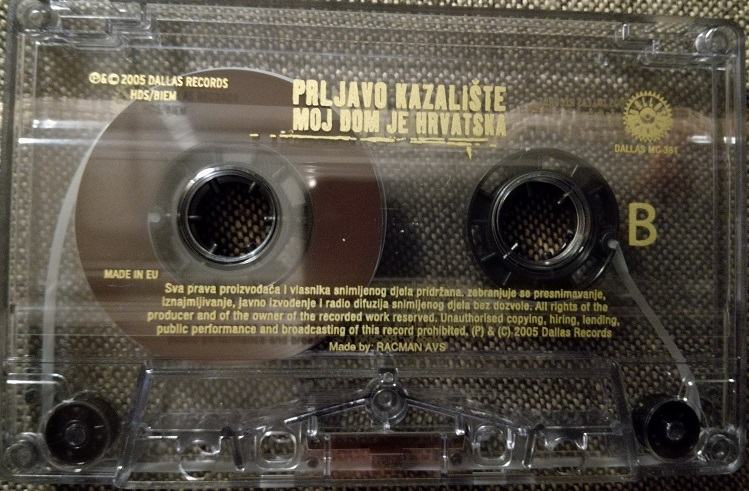 ℗&© 2005 DALLAS RECORDS
HDS/BIEM
PRLJAVO KAZALIŠTE
MOJ DOM JE HRVATSKA
DALLAS MC-361
B
MADE IN EU
Sva prava proizvođača i vlasnika snimljenog djela pridržana. zebranjuje se presnimavanje,
iznajmljivanje, javno izvođenje i radio difuzija snimljenog djela bez dozvole. All rights of the
producer and of the owner of the recorded work reserved. Unauthorised copying, hiring, lending,
public performance and broadcasting of this record prohibited. (P) & (C) 2005 Dallas Records
Made by: RACMAN AVS